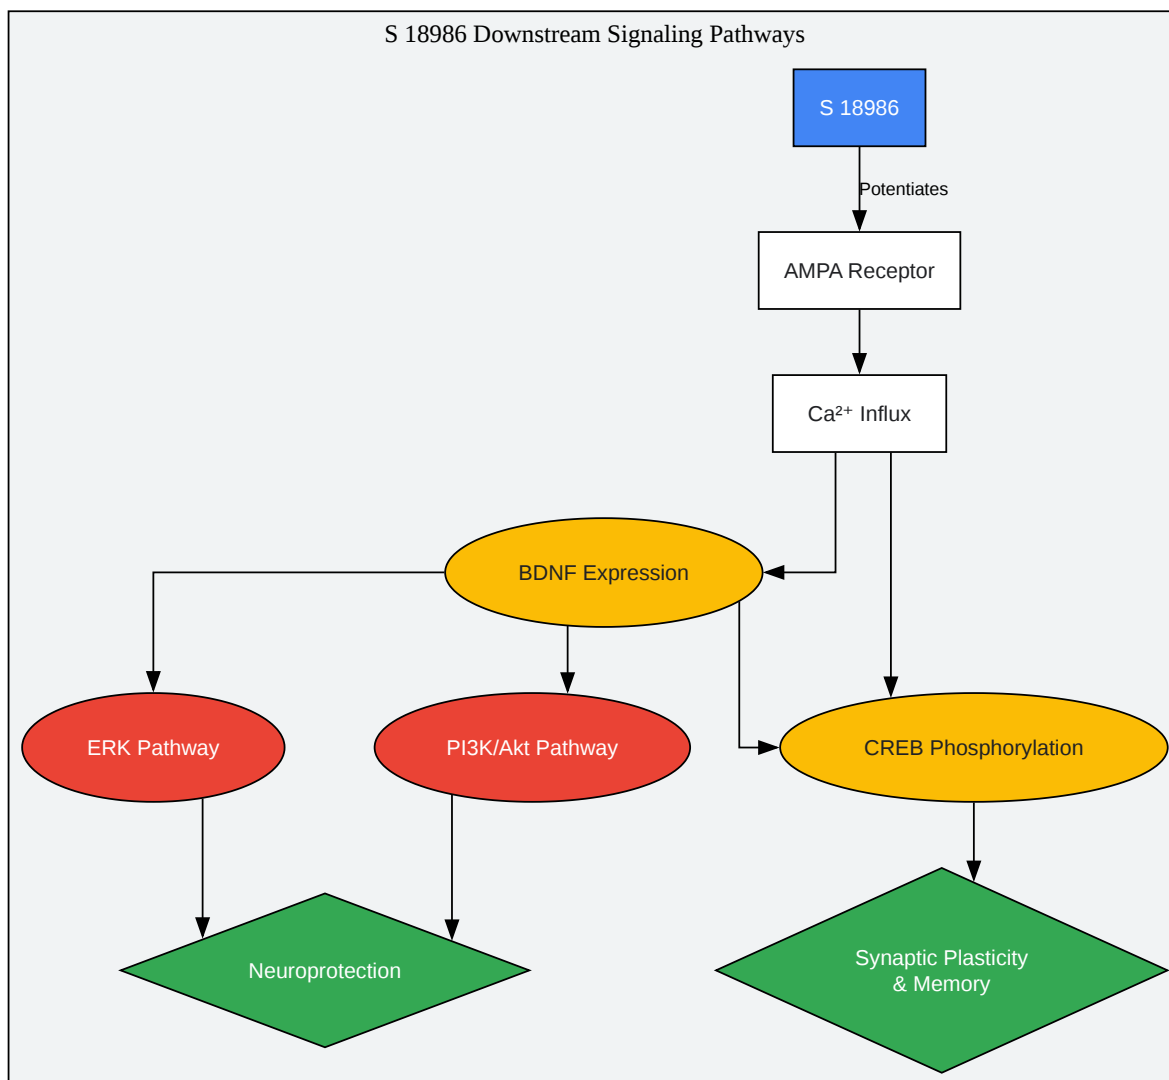 S 18986 Downstream Signaling Pathways
S 18986
Potentiates
AMPA Receptor
Ca²⁺ Influx
BDNF Expression
ERK Pathway
PI3K/Akt Pathway
CREB Phosphorylation
Neuroprotection
Synaptic Plasticity
& Memory